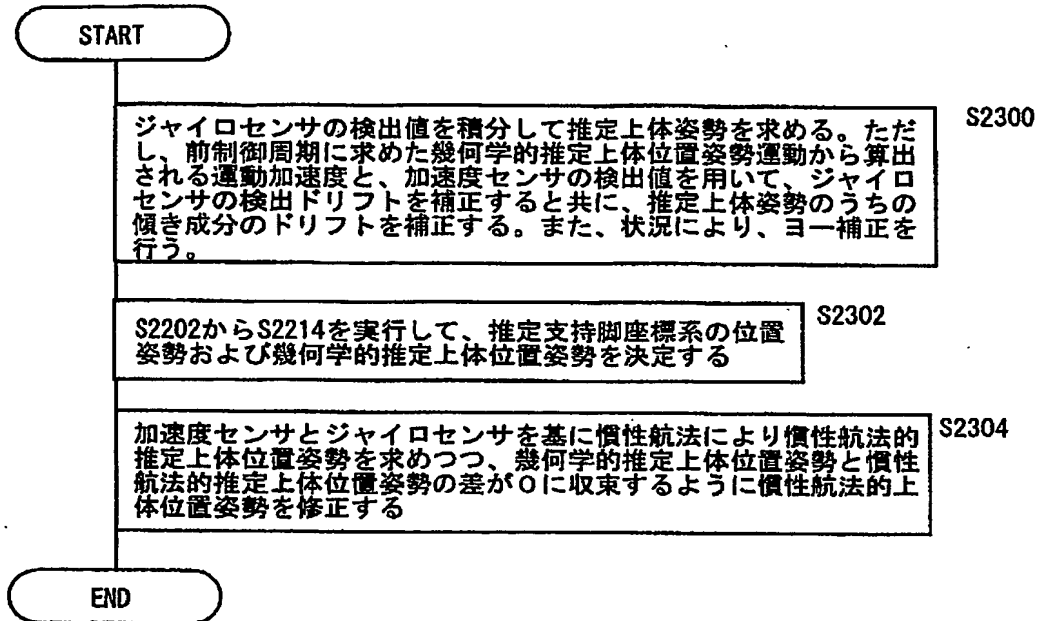 START
S2300
ジャイロセンサの検出値を積分して推定上体姿勢を求める。ただ
し、前制御周期に求めた幾何学的推定上体位置姿勢運動から算出
される運動加速度と、加速度センサの検出値を用いて、ジャイロ
センサの検出ドリフトを補正すると共に、推定上体姿勢のうちの
傾き成分のドリフトを補正する。また、状況により、ヨー補正を
行う。
S2302
S2202からS2214を実行して、推定支持脚座標系の位置
姿勢および幾何学的推定上体位置姿勢を決定する
S2304
加速度センサとジャイロセンサを基に慣性航法により慣性航法的
推定上体位置姿勢を求めつつ、幾何学的推定上体位置姿勢と慣性
航法的推定上体位置姿勢の差が0に収束するように慣性航法的上
体位置姿勢を修正する
END